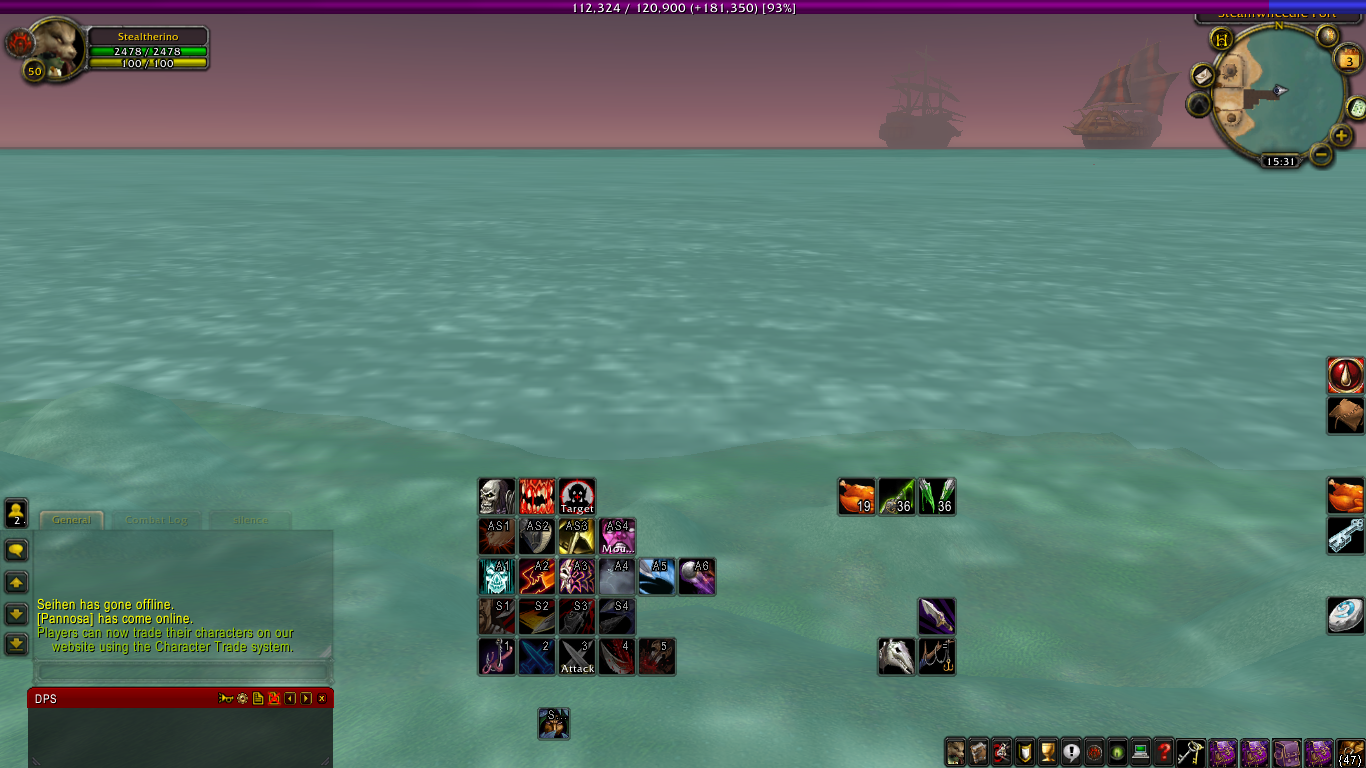 112,324 / 120,900 (+181,350) [93%]
Steamwheedle Port
Stealtherino
2478 / 2478
100 / 100
50
N
3
15:31
Target
19
36
36
AS1 AS2 AS3 AS4
Mou...
A1 A2 A3 A4 A5 A6
S1 S2 S3 S4
1 2 3 4 5
Attack
S...
2
General Combat Log Silence
Seihen has gone offline.
[Pannosa] has come online.
Players can now trade their characters on our
website using the Character Trade system.
DPS
(47)